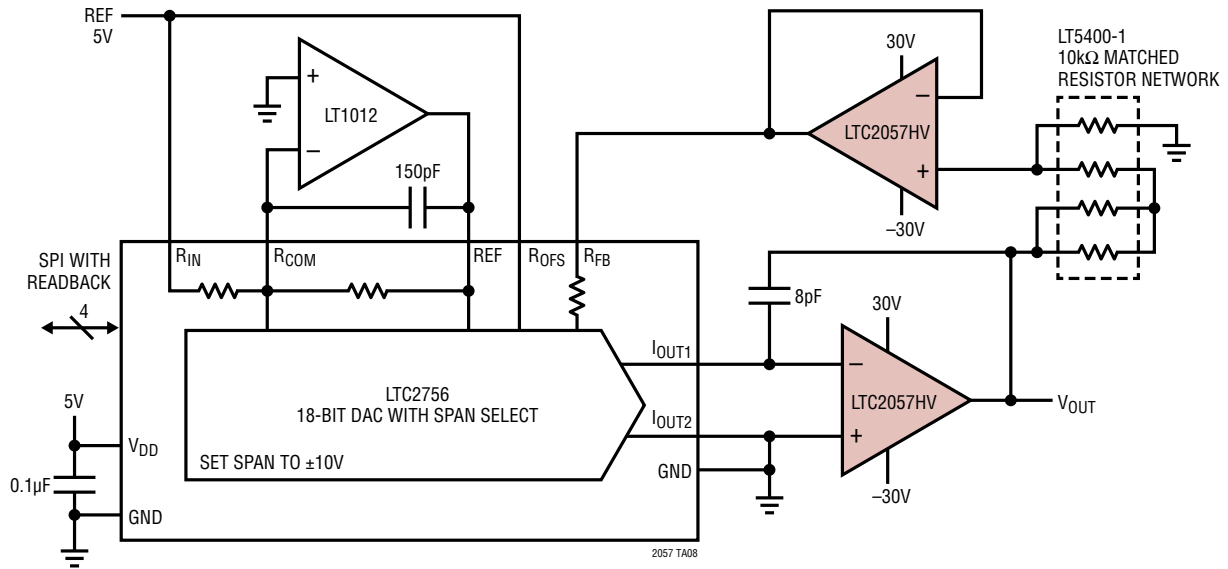 REF
5V
LT1012
+
–
150pF
30V
LTC2057HV
–
+
–30V
LT5400-1
10kΩ MATCHED
RESISTOR NETWORK
SPI WITH
READBACK
4
RIN
RCOM
REF
ROFS
RFB
8pF
30V
LTC2057HV
–
+
–30V
VOUT
IOUT1
IOUT2
GND
LTC2756
18-BIT DAC WITH SPAN SELECT
SET SPAN TO ±10V
5V
VDD
0.1µF
GND
2057 TA08